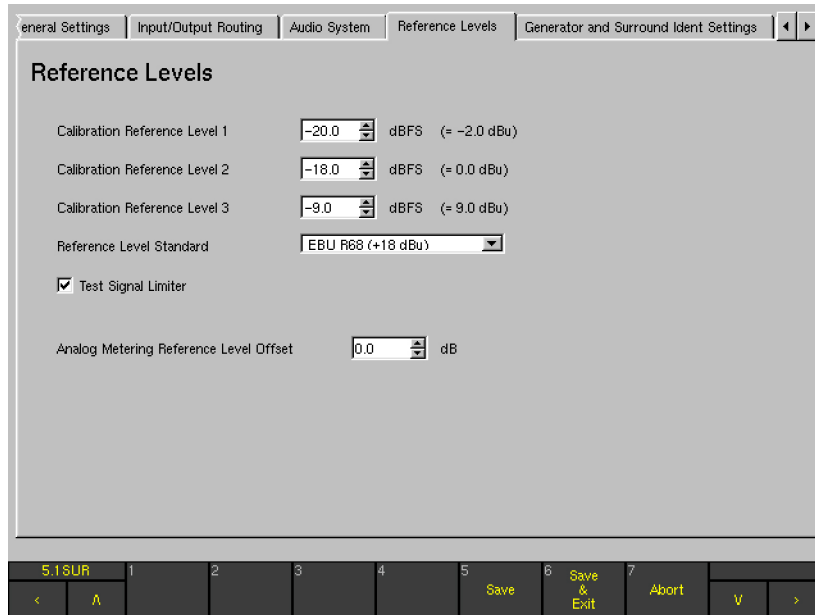 eneral Settings Input/Output Routing Audio System Reference Levels Generator and Surround Ident Settings
Reference Levels
Calibration Reference Level 1 -20.0 dBFS (= -2.0 dBu)
Calibration Reference Level 2 -18.0 dBFS (= 0.0 dBu)
Calibration Reference Level 3 -9.0 dBFS (= 9.0 dBu)
Reference Level Standard EBU R68 (+18 dBu)
Test Signal Limiter
Analog Metering Reference Level Offset 0.0 dB
5.1SUR 1 2 3 4 5 Save 6 Save & Exit 7 Abort
< Λ V >